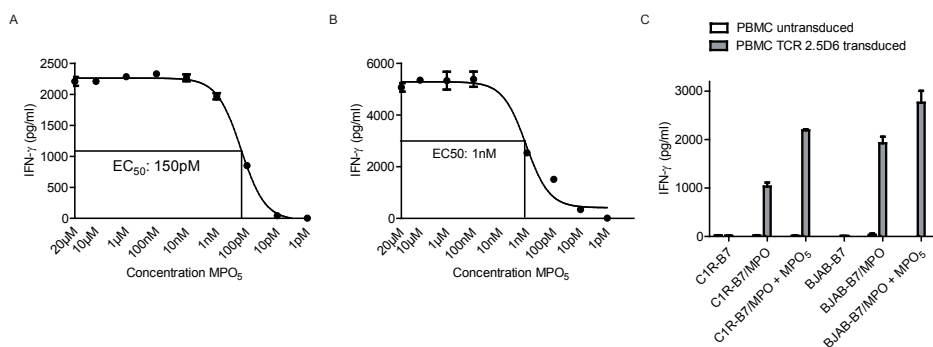 A
IFN-γ (pg/ml)
2500
2000
1500
1000
500
0
EC₅₀: 150pM
20μM
10μM
1μM
100nM
10nM
1nM
100pM
10pM
1pM
Concentration MPO₅
B
IFN-γ (pg/ml)
6000
4000
2000
0
EC50: 1nM
20μM
10μM
1μM
100nM
10nM
1nM
100pM
10pM
1pM
Concentration MPO₅
C
PBMC untransduced
PBMC TCR 2.5D6 transduced
IFN-γ (pg/ml)
3000
2000
1000
0
C1R-B7
C1R-B7/MPO
C1R-B7/MPO + MPO₅
BJAB-B7
BJAB-B7/MPO
BJAB-B7/MPO + MPO₅